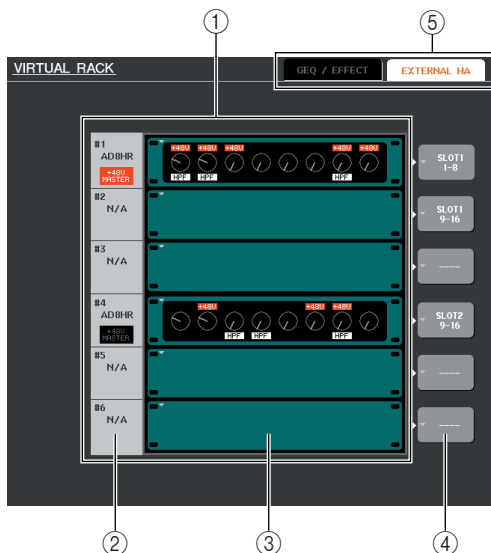 ①
⑤
VIRTUAL RACK
GEQ / EFFECT
EXTERNAL HA
#1
AD8HR
+48V
MASTER
+48V +48V +48V +48V
HPF HPF HPF
SLOT1
1-8
#2
N/A
SLOT1
9-16
#3
N/A
----
#4
AD8HR
+48V
MASTER
+48V +48V +48V
HPF HPF HPF
SLOT2
9-16
#5
N/A
----
#6
N/A
----
②
③
④